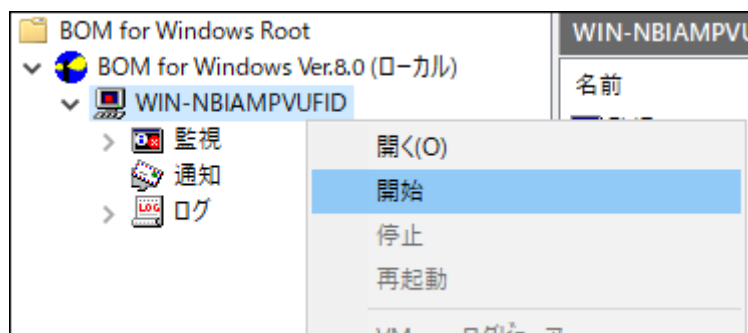 BOM for Windows Root
BOM for Windows Ver.8.0 (ローカル)
WIN-NBIAMPVUFID
監視
通知
ログ
WIN-NBIAMPVU
名前
開く(O)
開始
停止
再起動